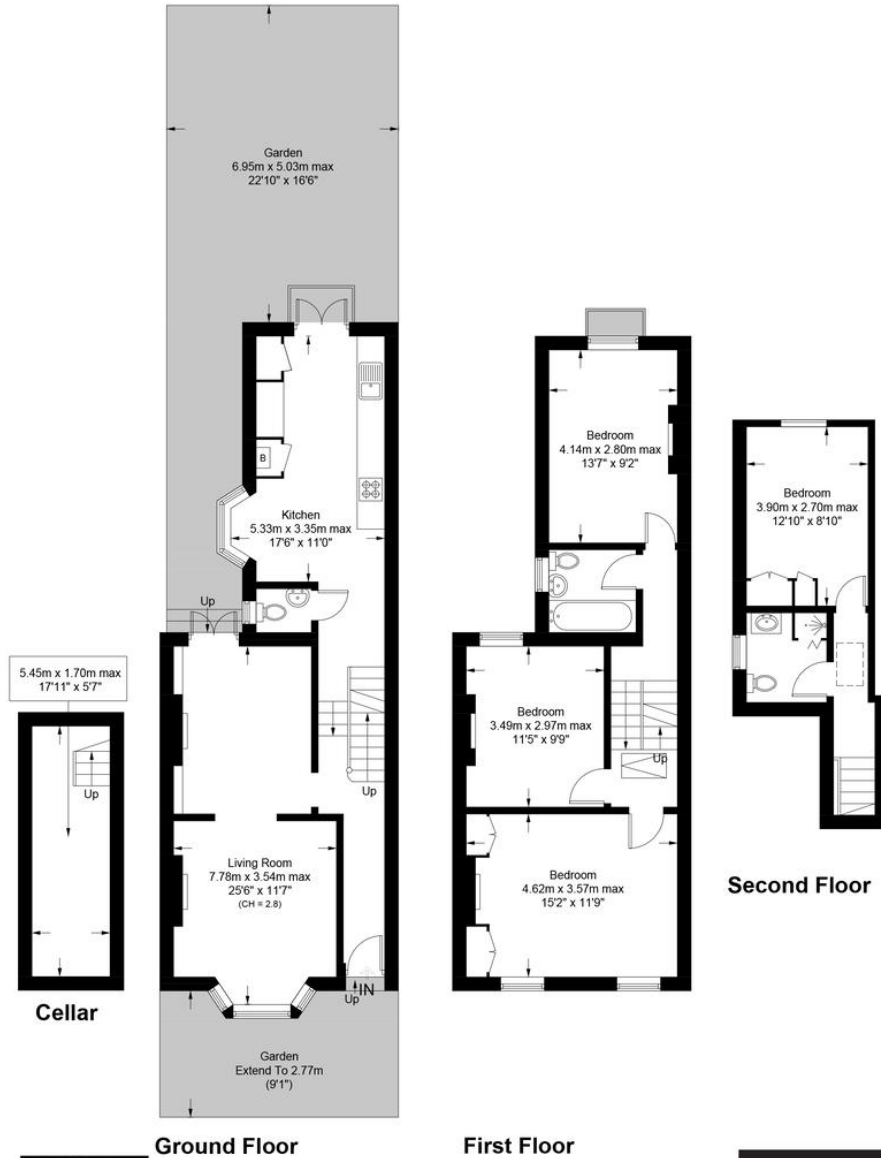 Garden
6.95m x 5.03m max
22'10" x 16'6"
B
Kitchen
5.33m x 3.35m max
17'6" x 11'0"
Up
Up
Living Room
7.78m x 3.54m max
25'6" x 11'7"
(CH = 2.8)
Up
IN
Garden
Extend To 2.77m
(9'1")
Ground Floor
5.45m x 1.70m max
17'11" x 5'7"
Up
Cellar
Bedroom
4.14m x 2.80m max
13'7" x 9'2"
Bedroom
3.49m x 2.97m max
11'5" x 9'9"
Up
Bedroom
4.62m x 3.57m max
15'2" x 11'9"
First Floor
Bedroom
3.90m x 2.70m max
12'10" x 8'10"
Second Floor